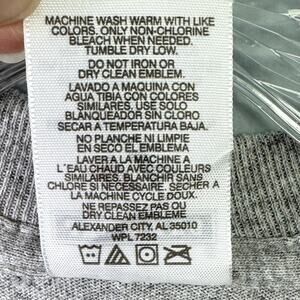 MACHINE WASH WARM WITH LIKE
COLORS. ONLY NON-CHLORINE
BLEACH WHEN NEEDED.
TUMBLE DRY LOW.
DO NOT IRON OR
DRY CLEAN EMBLEM.
LAVADO A MAQUINA CON
AGUA TIBIA CON COLORES
SIMILARES. USE SOLO
BLANQUEADOR SIN CLORO
SECAR A TEMPERATURA BAJA.
NO PLANCHE NI LIMPIE
EN SECO EL EMBLEMA
LAVER A LA MACHINE A
L'EAU CHAUD AVEC COULEURS
SIMILAIRES. BLANCHIR SANS
CHLORE SI NECESSAIRE. SECHER A
LA MACHINE CYCLE DOUX.
NE REPASSEZ PAS OU
DRY CLEAN EMBLEME
ALEXANDER CITY, AL 35010
WPL 7232